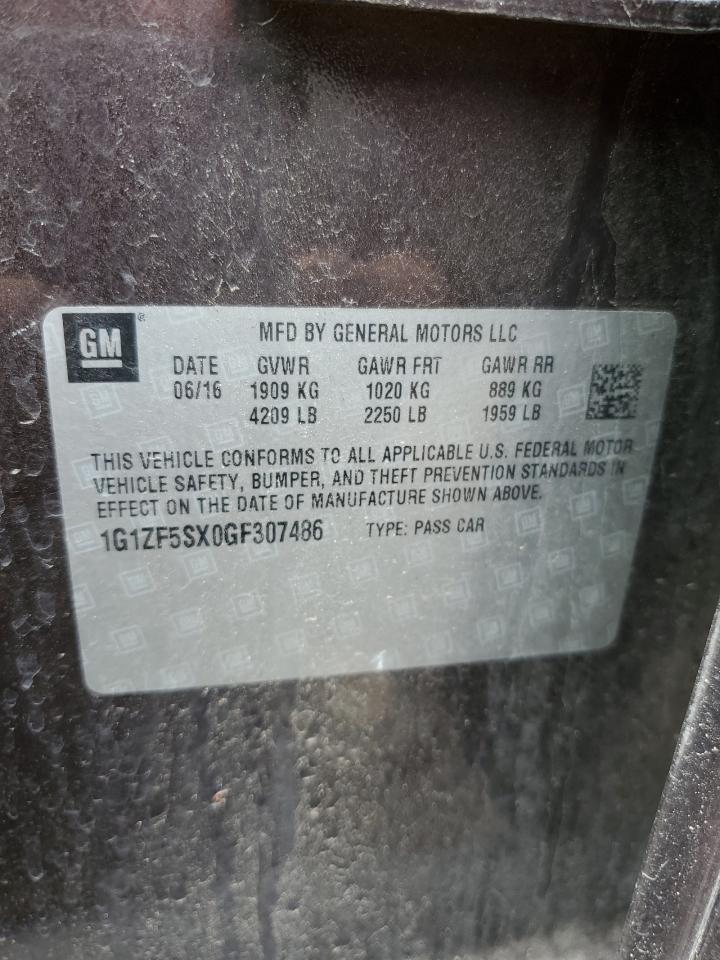 GM
MFD BY GENERAL MOTORS LLC
DATE GVWR GAWR FRT GAWR RR
06/16 1909 KG 1020 KG 889 KG
4209 LB 2250 LB 1959 LB
THIS VEHICLE CONFORMS TO ALL APPLICABLE U.S. FEDERAL MOTOR
VEHICLE SAFETY, BUMPER, AND THEFT PREVENTION STANDARDS IN
EFFECT ON THE DATE OF MANUFACTURE SHOWN ABOVE.
1G1ZF5SX0GF307486 TYPE: PASS CAR